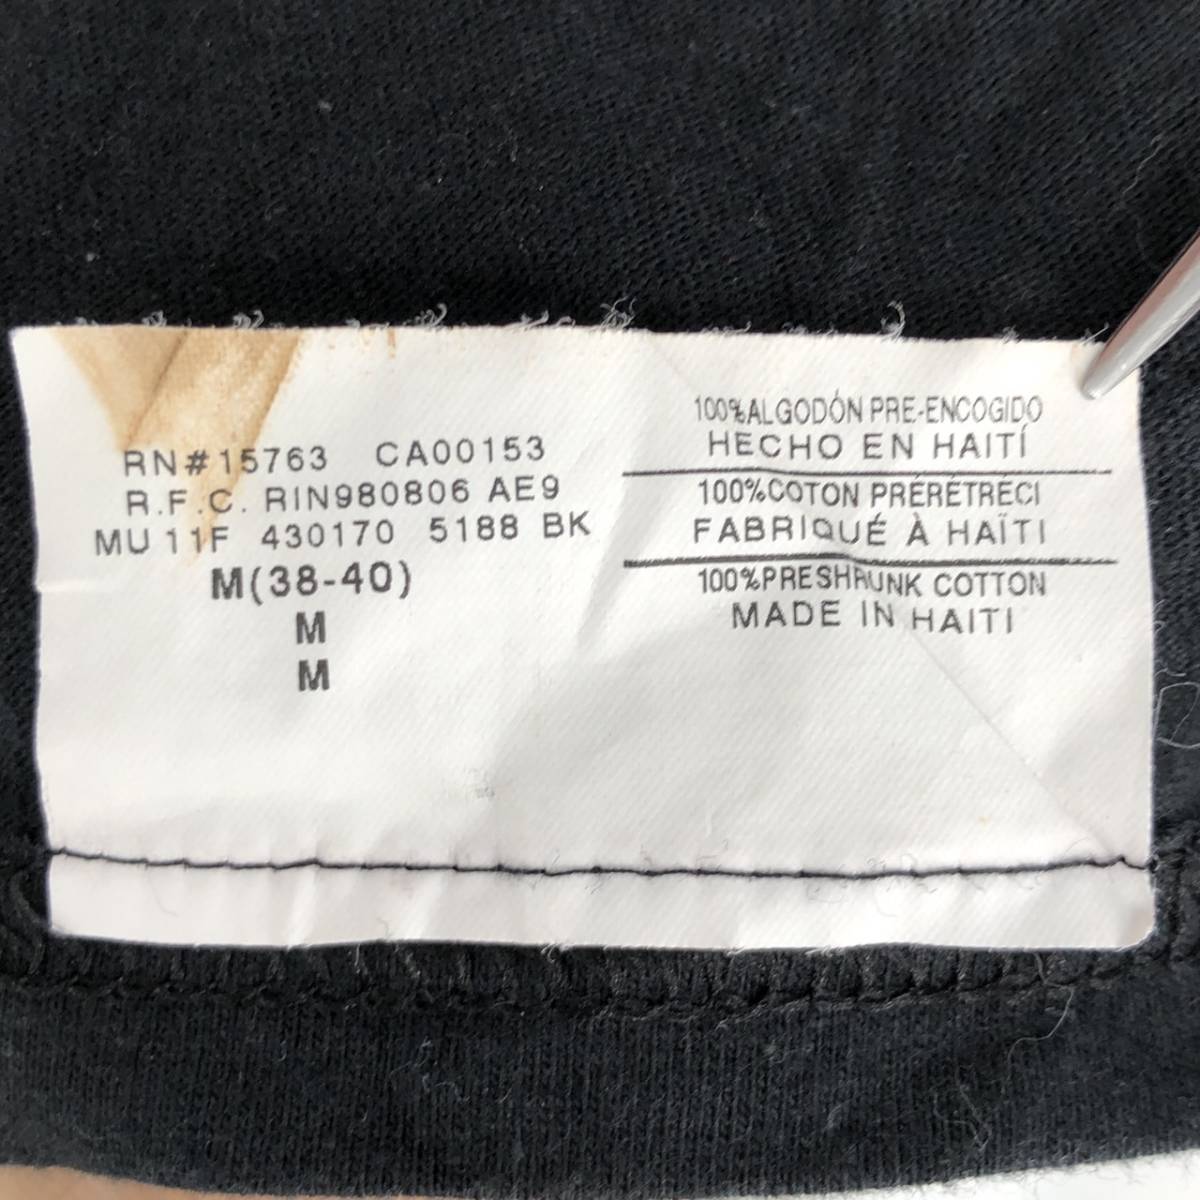 RN#15763 CA00153
R.F.C. RIN980806 AE9
MU 11F 430170 5188 BK
M(38-40)
M
M
100%ALGODÓN PRE-ENCOGIDO
HECHO EN HAITÍ
100%COTON PRÉRÉTRECI
FABRIQUÉ À HAÏTI
100%PRESHRUNK COTTON
MADE IN HAITI